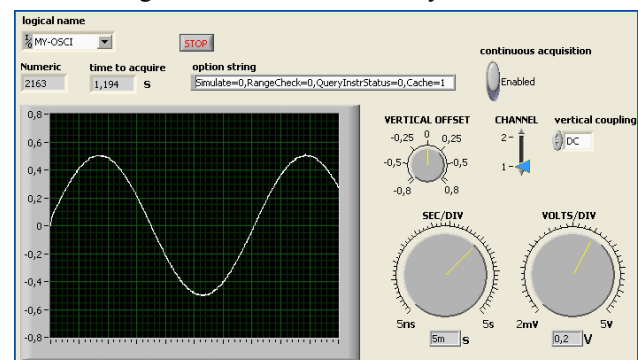 logical name
MY-OSCI
STOP
continuous acquisition
Enabled
Numeric time to acquire option string
2163 1,194 s Simulate=0,RangeCheck=0,QueryInstrStatus=0,Cache=1
VERTICAL OFFSET CHANNEL vertical coupling
-0,25 0 0,25 2 - DC
-0,5 -0,5 1 -
-0,8 0,8
0,8
0,6
0,4
0,2
0
-0,2
-0,4
-0,6
-0,8
SEC/DIV VOLTS/DIV
5ns 5s 2mV 5V
5m s 0,2 V